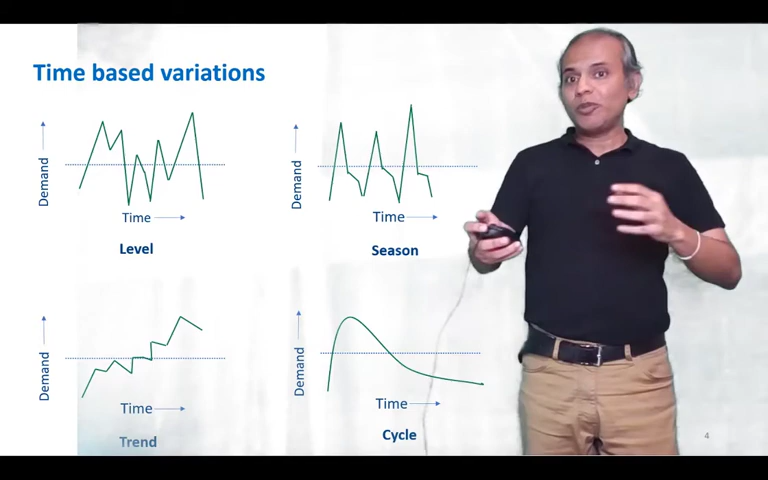 Time based variations
Demand
Time
Level
Demand
Time
Season
Demand
Time
Trend
Demand
Time
Cycle
4